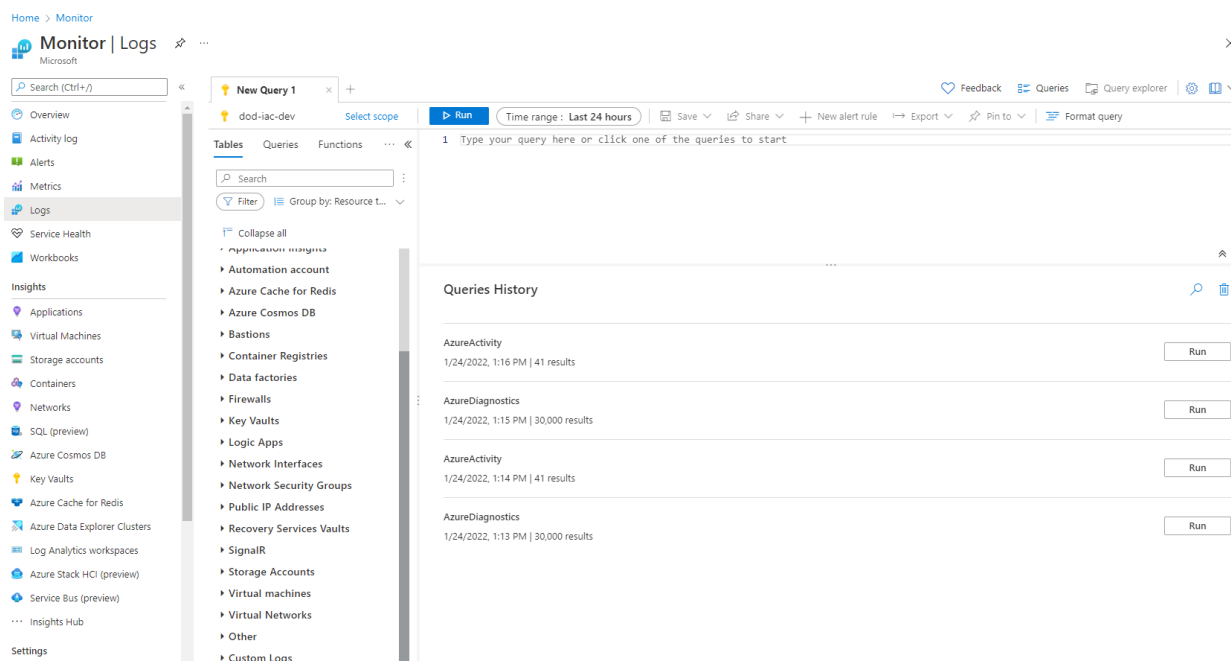 Home > Monitor
Monitor | Logs
Microsoft
Search (Ctrl+/)
Overview
Activity log
Alerts
Metrics
Logs
Service Health
Workbooks
Insights
Applications
Virtual Machines
Storage accounts
Containers
Networks
SQL (preview)
Azure Cosmos DB
Key Vaults
Azure Cache for Redis
Azure Data Explorer Clusters
Log Analytics workspaces
Azure Stack HCI (preview)
Service Bus (preview)
Insights Hub
Settings
New Query 1
Feedback
Queries
Query explorer
dod-iac-dev
Select scope
Run
Time range : Last 24 hours
Save
Share
New alert rule
Export
Pin to
Format query
Tables
Queries
Functions
Search
Filter
Group by: Resource t...
Collapse all
Application Insights
Automation account
Azure Cache for Redis
Azure Cosmos DB
Bastions
Container Registries
Data factories
Firewalls
Key Vaults
Logic Apps
Network Interfaces
Network Security Groups
Public IP Addresses
Recovery Services Vaults
SignalR
Storage Accounts
Virtual machines
Virtual Networks
Other
Custom Logs
1 Type your query here or click one of the queries to start
Queries History
AzureActivity
1/24/2022, 1:16 PM | 41 results
Run
AzureDiagnostics
1/24/2022, 1:15 PM | 30,000 results
Run
AzureActivity
1/24/2022, 1:14 PM | 41 results
Run
AzureDiagnostics
1/24/2022, 1:13 PM | 30,000 results
Run